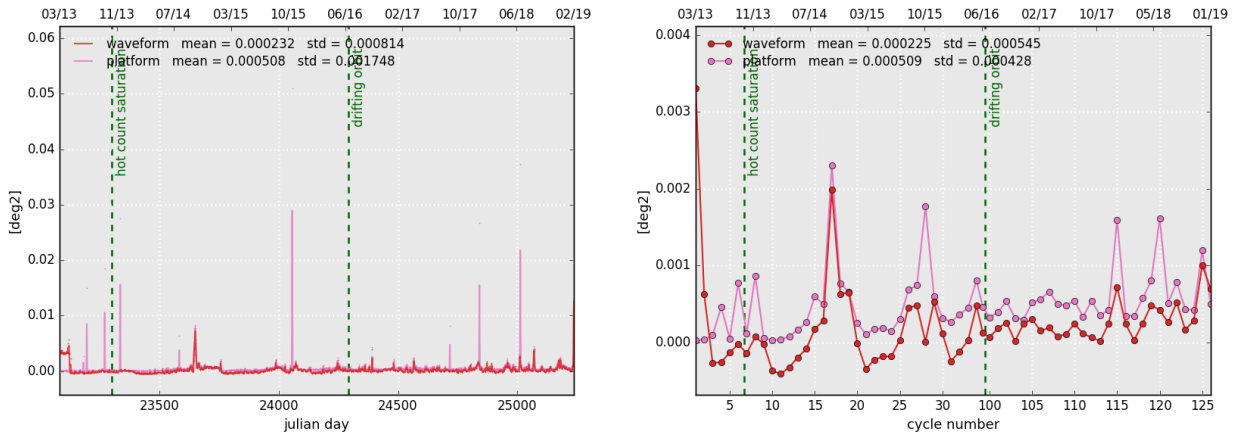 03/13 11/13 07/14 03/15 10/15 06/16 02/17 10/17 06/18 02/19
waveform mean = 0.000232 std = 0.000814
platform mean = 0.000508 std = 0.001748
hot count saturation
drifting orbit
0.06
0.05
0.04
0.03
0.02
0.01
0.00
[deg2]
23500 24000 24500 25000
julian day
03/13 11/13 07/14 03/15 10/15 06/16 02/17 10/17 05/18 01/19
waveform mean = 0.000225 std = 0.000545
platform mean = 0.000509 std = 0.000428
hot count saturation
drifting orbit
0.004
0.003
0.002
0.001
0.000
[deg2]
5 10 15 20 25 30 100 105 110 115 120 125
cycle number